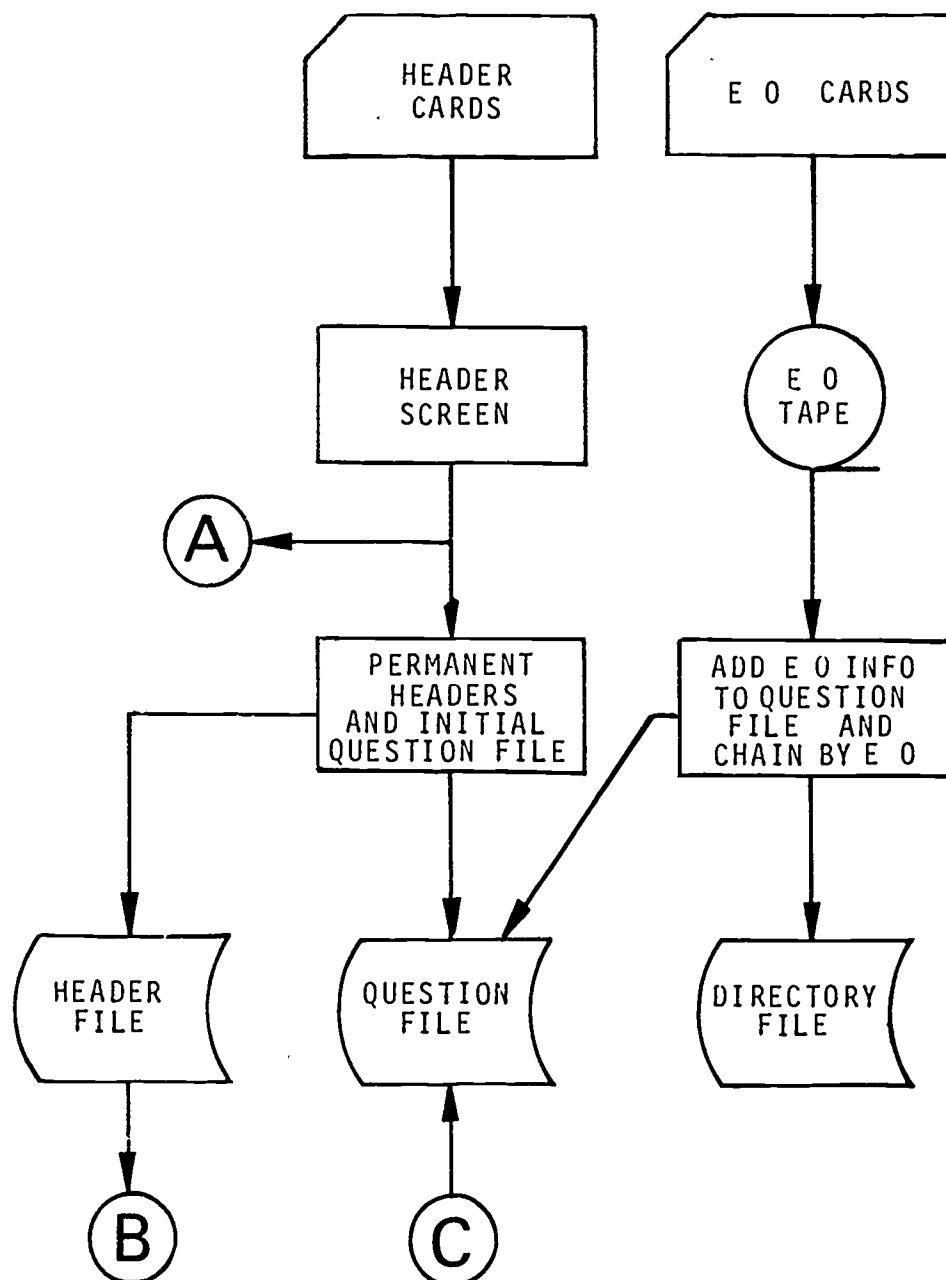 HEADER
CARDS
E O CARDS
HEADER
SCREEN
E O
TAPE
A
PERMANENT
HEADERS
AND INITIAL
QUESTION FILE
ADD E O INFO
TO QUESTION
FILE AND
CHAIN BY E O
HEADER
FILE
QUESTION
FILE
DIRECTORY
FILE
B
C